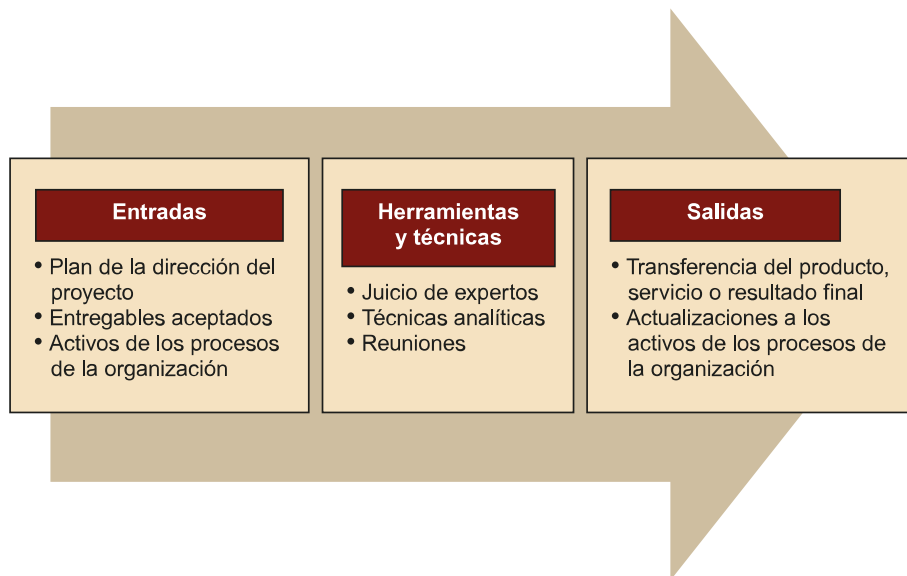 Entradas
• Plan de la dirección del
proyecto
• Entregables aceptados
• Activos de los procesos
de la organización
Herramientas
y técnicas
• Juicio de expertos
• Técnicas analíticas
• Reuniones
Salidas
• Transferencia del producto,
servicio o resultado final
• Actualizaciones a los
activos de los procesos de
la organización